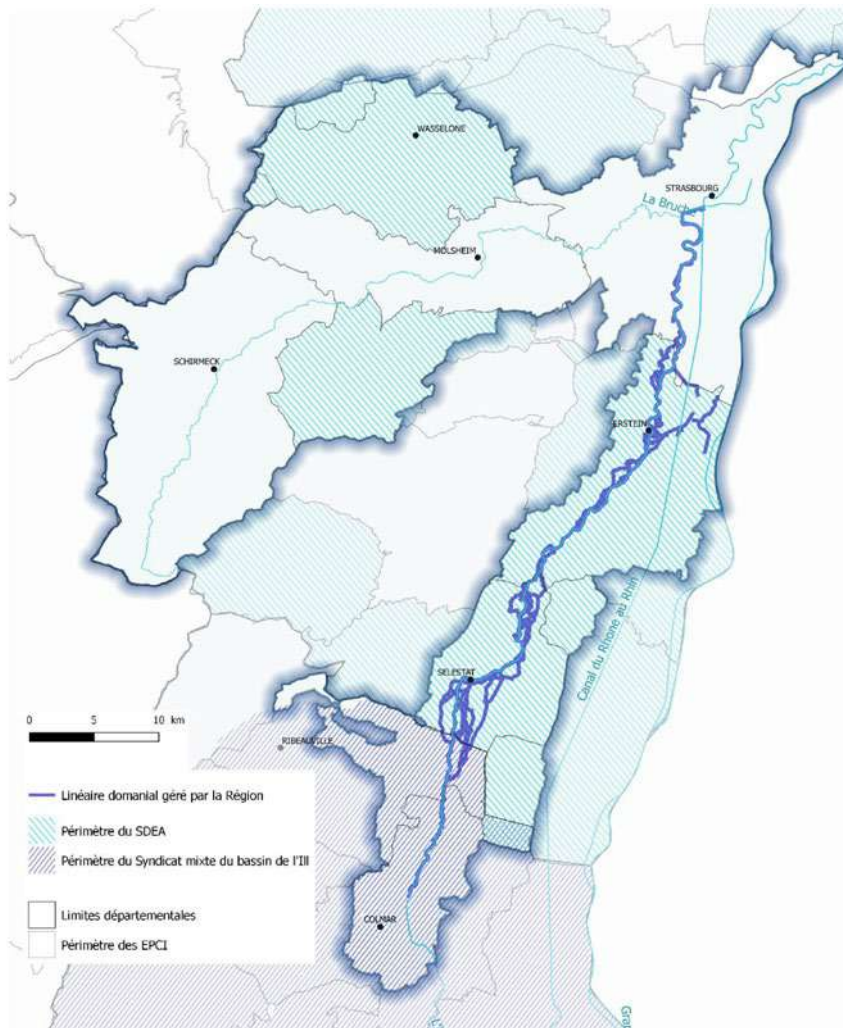 WASSELONE
STRASBOURG
La Bruche
MOLSHEIM
SCHIRMECK
ERSTEIN
Canal du Rhone au Rhin
SELESTAT
0 5 10 km
RIBEAUVILLE
Linéaire domanial géré par la Région
Périmètre du SDEA
Périmètre du Syndicat mixte du bassin de l'Ill
Limites départementales
COLMAR
Périmètre des EPCI